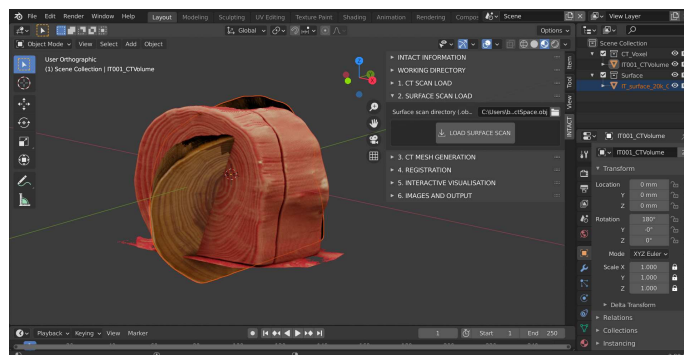 File Edit Render Window Help Layout Modeling Sculpting UV Editing Texture Paint Shading Animation Rendering Compo Scene View Layer
Global Options
Object Mode View Select Add Object
User Orthographic
(1) Scene Collection | IT001_CTVolume
INTACT INFORMATION
WORKING DIRECTORY
1. CT SCAN LOAD
2. SURFACE SCAN LOAD
Surface scan directory (.ob.. C:\Users\b..ctSpace.obj
LOAD SURFACE SCAN
3. CT MESH GENERATION
4. REGISTRATION
5. INTERACTIVE VISUALISATION
6. IMAGES AND OUTPUT
Item
Tool
View
INTACT
Scene Collection
CT_Voxel
IT001_CTVolume
Surface
IT_surface_20k_(
IT001_CTVolume
IT001_CTVolume
Transform
Location 0 mm
Y 0 mm
Z 0 mm
Rotation 180°
Y -0°
Z 0°
Mode XYZ Euler
Scale X 1.000
Y 1.000
Z 1.000
Delta Transform
Relations
Collections
Instancing
Playback Keying View Marker 1 Start 1 End 250